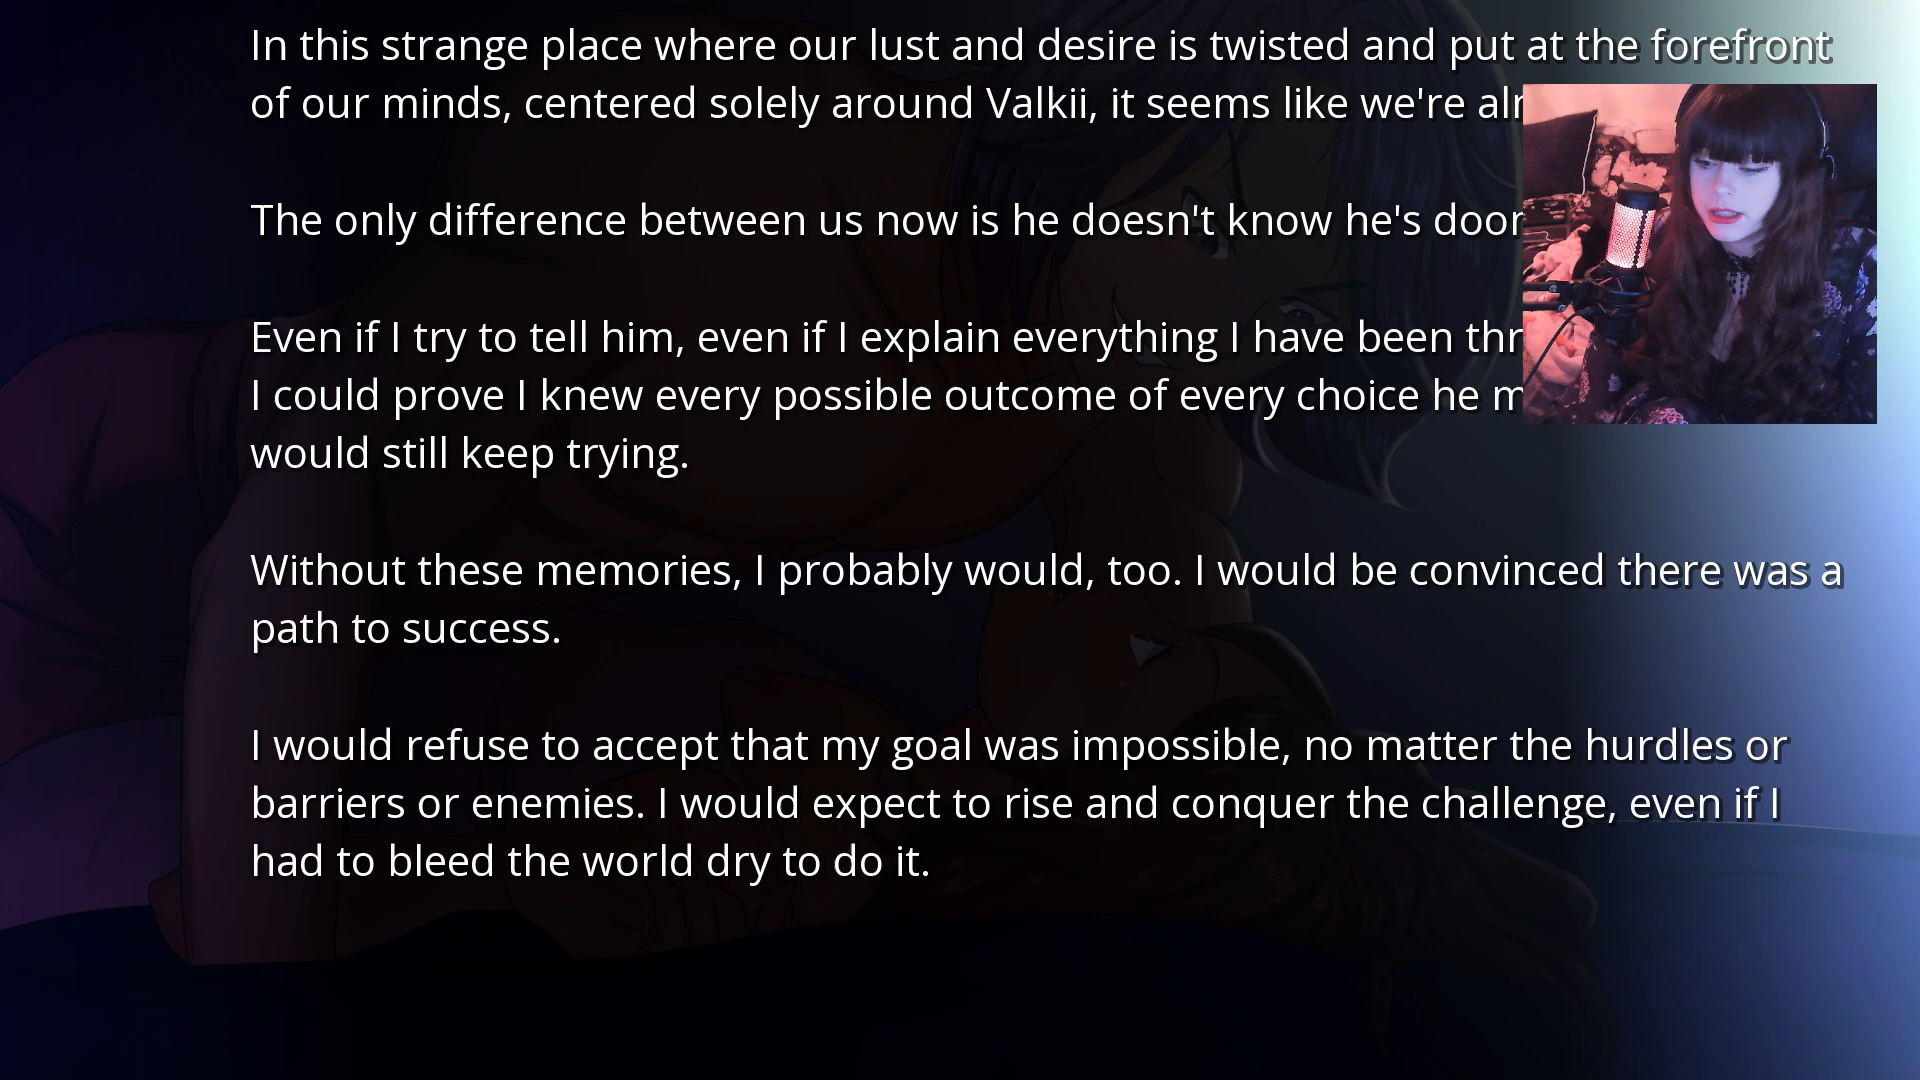 In this strange place where our lust and desire is twisted and put at the forefront
of our minds, centered solely around Valkii, it seems like we're
The only difference between us now is he doesn't know he's
Even if I try to tell him, even if I explain everything I have been
I could prove I knew every possible outcome of every choice he
would still keep trying.
Without these memories, I probably would, too. I would be convinced there was a
path to success.
I would refuse to accept that my goal was impossible, no matter the hurdles or
barriers or enemies. I would expect to rise and conquer the challenge, even if I
had to bleed the world dry to do it.